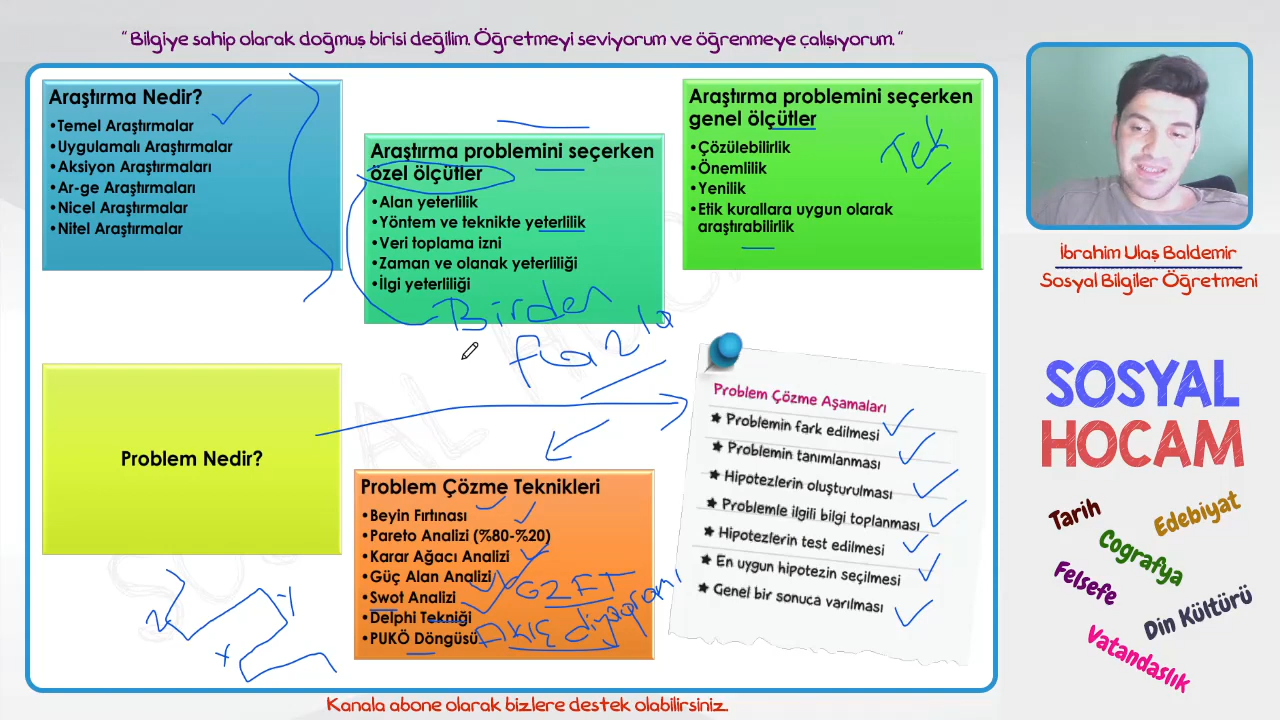 “ Bilgiye sahip olarak doğmuş birisi değilim. Öğretmeyi seviyorum ve öğrenmeye çalışıyorum. “
Araştırma Nedir?
•Temel Araştırmalar
•Uygulamalı Araştırmalar
•Aksiyon Araştırmaları
•Ar-ge Araştırmaları
•Nicel Araştırmalar
•Nitel Araştırmalar
Araştırma problemini seçerken
özel ölçütler
•Alan yeterlilik
•Yöntem ve teknikte yeterlilik
•Veri toplama izni
•Zaman ve olanak yeterliliği
•İlgi yeterliliği
Birden
fazla
Araştırma problemini seçerken
genel ölçütler
•Çözülebilirlik
•Önemlilik
•Yenilik
•Etik kurallara uygun olarak
araştırabilirlik
Tek
Problem Nedir?
Problem Çözme Teknikleri
•Beyin Fırtınası
•Pareto Analizi (%80-%20)
•Karar Ağacı Analizi
•Güç Alan Analizi
•Swot Analizi
•Delphi Tekniği
•PUKÖ Döngüsü
GZFT
Akış diyagramı
Problem Çözme Aşamaları
★ Problemin fark edilmesi
★ Problemin tanımlanması
★ Hipotezlerin oluşturulması
★ Problemle ilgili bilgi toplanması
★ Hipotezlerin test edilmesi
★ En uygun hipotezin seçilmesi
★ Genel bir sonuca varılması
İbrahim Ulaş Baldemir
Sosyal Bilgiler Öğretmeni
SOSYAL
HOCAM
Tarih
Edebiyat
Coğrafya
Felsefe
Din Kültürü
Vatandaşlık
Kanala abone olarak bizlere destek olabilirsiniz.